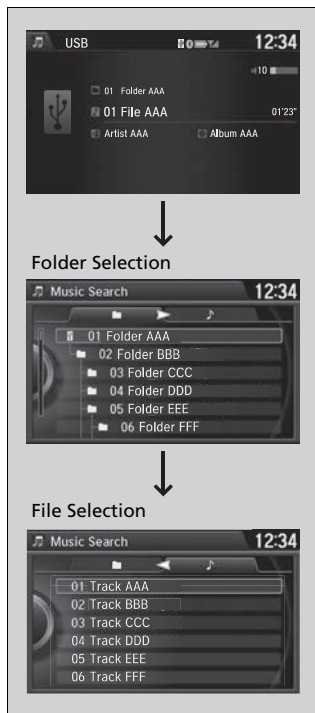 USB 12:34
10
01 Folder AAA
01 File AAA 01'23"
Artist AAA Album AAA
Folder Selection
Music Search 12:34
01 Folder AAA
02 Folder BBB
03 Folder CCC
04 Folder DDD
05 Folder EEE
06 Folder FFF
File Selection
Music Search 12:34
01 Track AAA
02 Track BBB
03 Track CCC
04 Track DDD
05 Track EEE
06 Track FFF